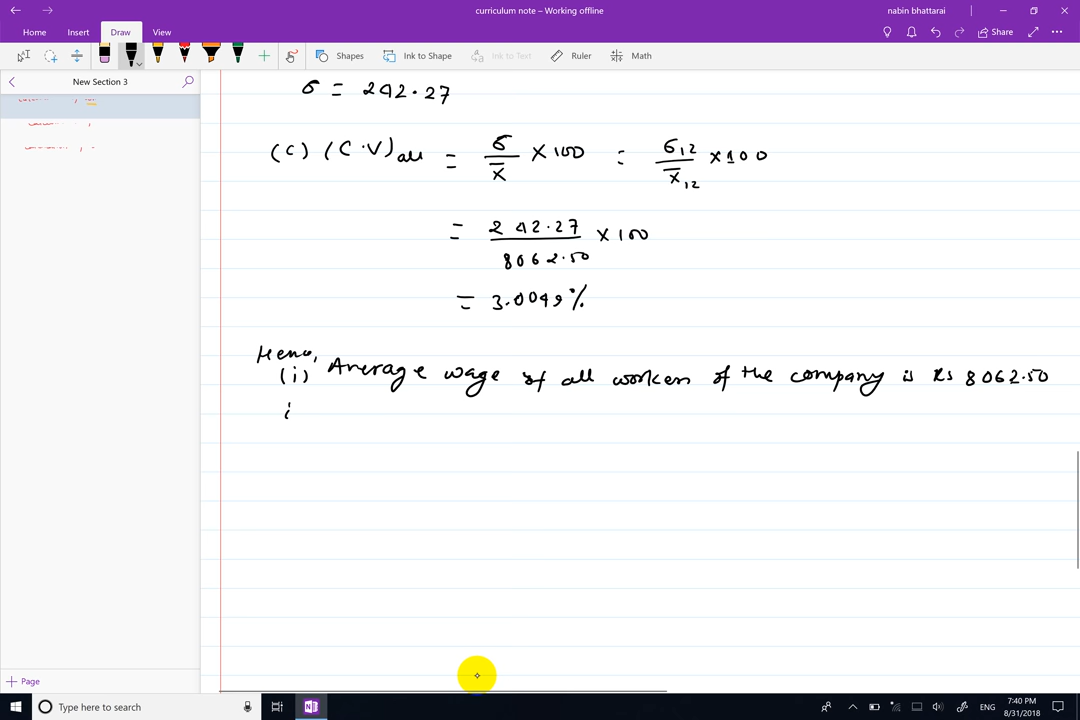 curriculum note – Working offline
nabin bhattarai
Home Insert Draw View
Share
Shapes Ink to Shape Ink to Text Ruler Math
New Section 3
σ = 242.27
(C) (C.V) all = σ/x̄ × 100 = σ12/x̄12 × 100
= 242.27/8062.50 × 100
= 3.0049%
Hence,
(i) Average wage of all workers of the company is Rs 8062.50
i
+ Page
Type here to search
ENG
7:40 PM
8/31/2018